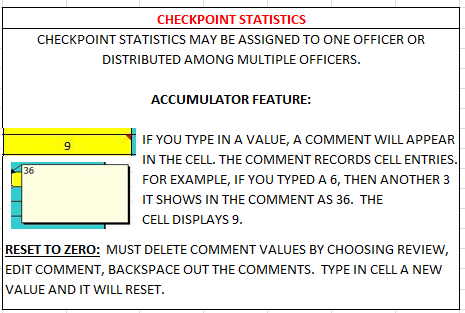 CHECKPOINT STATISTICS
CHECKPOINT STATISTICS MAY BE ASSIGNED TO ONE OFFICER OR
DISTRIBUTED AMONG MULTIPLE OFFICERS.
ACCUMULATOR FEATURE:
9
36
IF YOU TYPE IN A VALUE, A COMMENT WILL APPEAR
IN THE CELL. THE COMMENT RECORDS CELL ENTRIES.
FOR EXAMPLE, IF YOU TYPED A 6, THEN ANOTHER 3
IT SHOWS IN THE COMMENT AS 36. THE
CELL DISPLAYS 9.
RESET TO ZERO: MUST DELETE COMMENT VALUES BY CHOOSING REVIEW,
EDIT COMMENT, BACKSPACE OUT THE COMMENTS. TYPE IN CELL A NEW
VALUE AND IT WILL RESET.